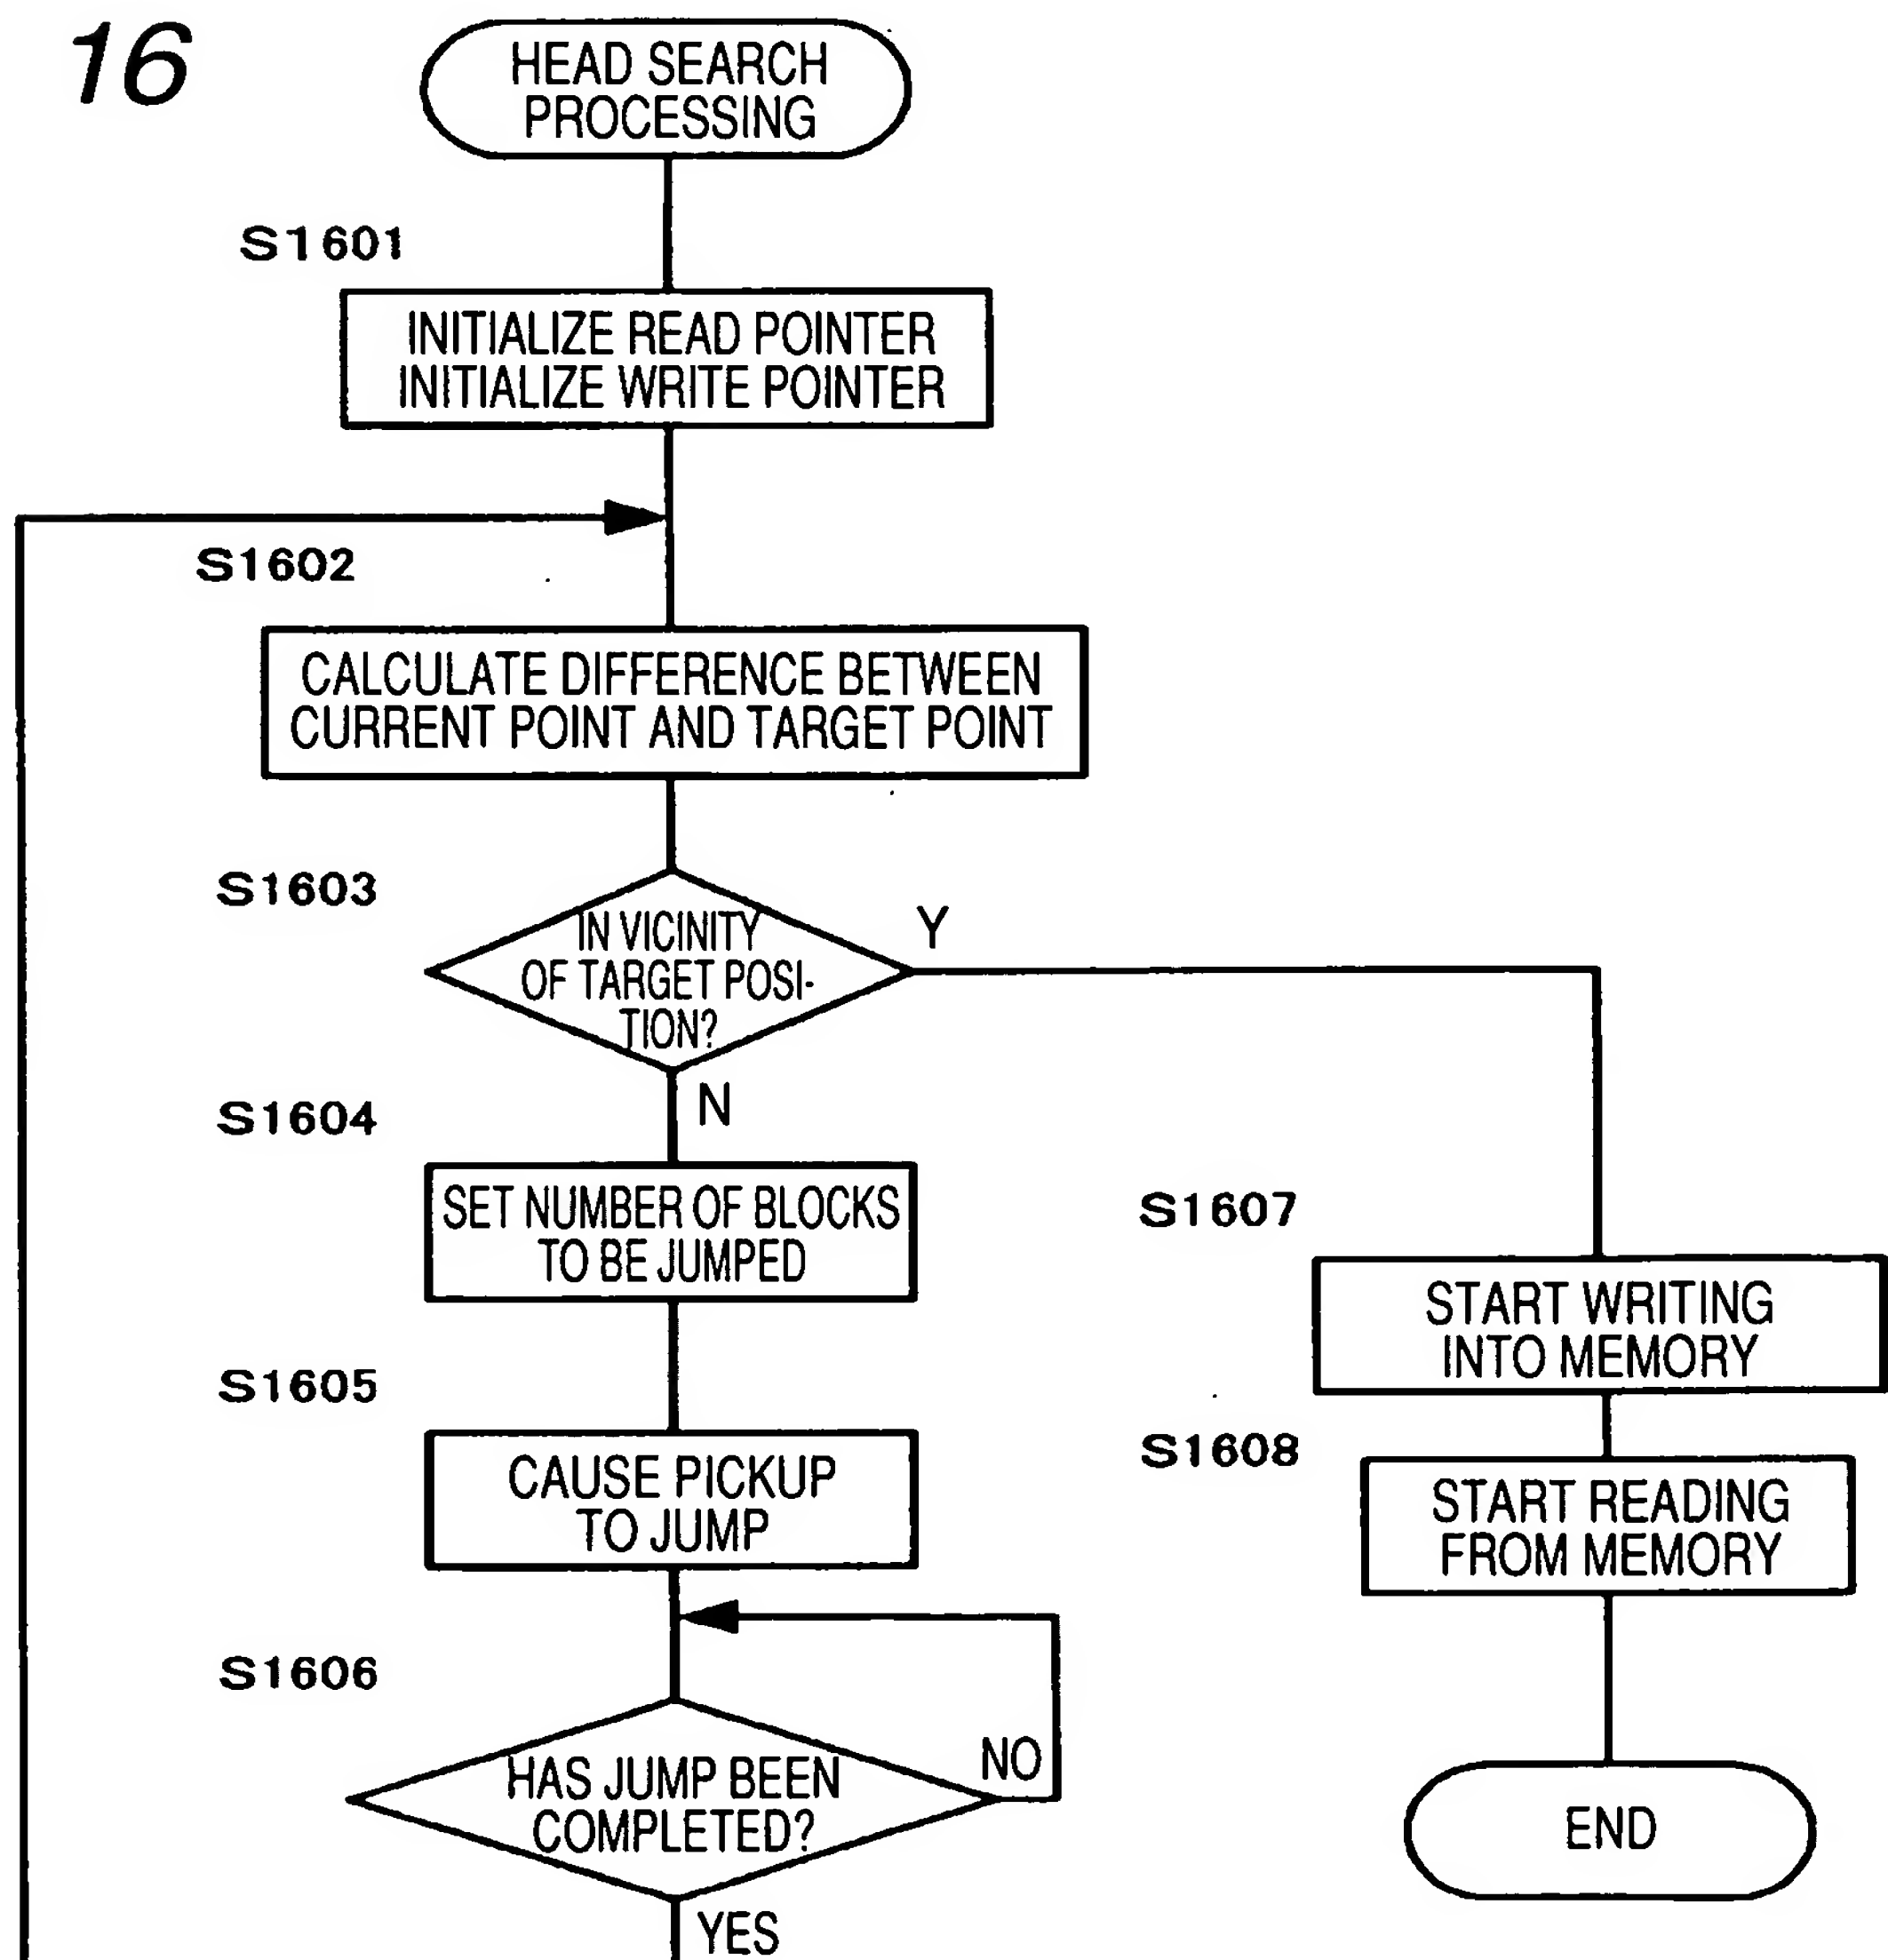 16
HEAD SEARCH
PROCESSING
S1601
INITIALIZE READ POINTER
INITIALIZE WRITE POINTER
S1602
CALCULATE DIFFERENCE BETWEEN
CURRENT POINT AND TARGET POINT
S1603
IN VICINITY
OF TARGET POSI-
TION?
Y
N
S1604
SET NUMBER OF BLOCKS
TO BE JUMPED
S1605
CAUSE PICKUP
TO JUMP
S1606
HAS JUMP BEEN
COMPLETED?
NO
YES
S1607
START WRITING
INTO MEMORY
S1608
START READING
FROM MEMORY
END